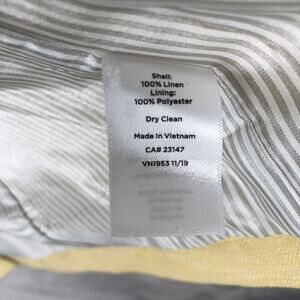 Shell:
100% Linen
Lining:
100% Polyester
Dry Clean
Made In Vietnam
CA# 23147
VN1953 11/19